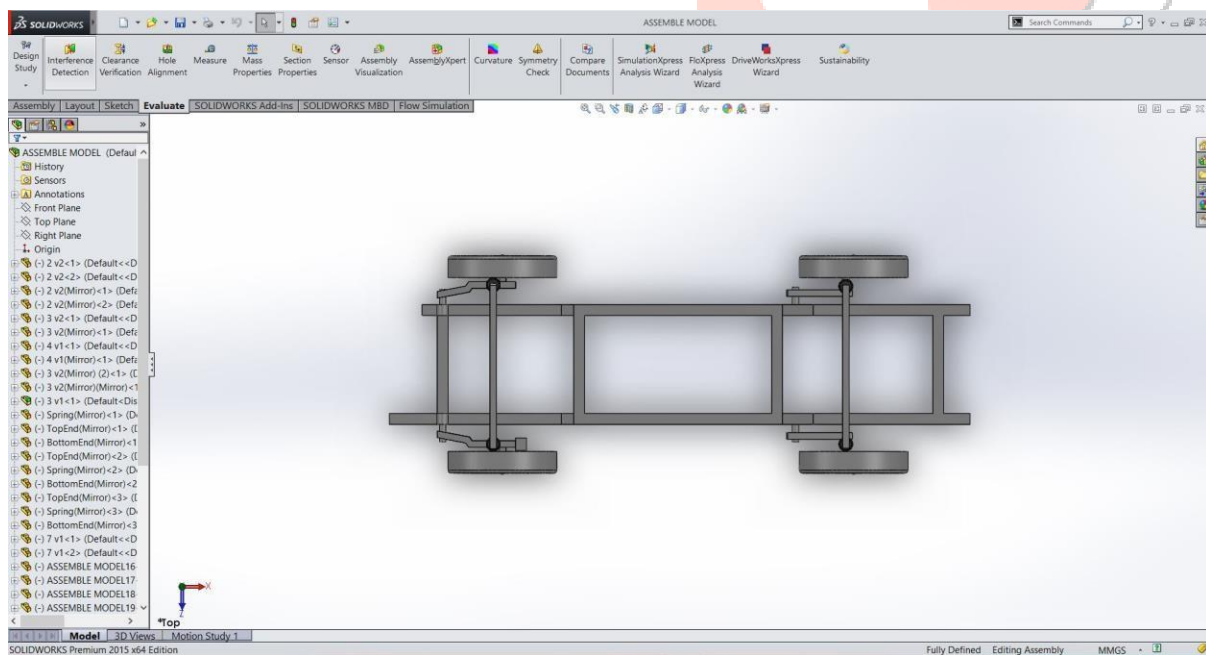 SOLIDWORKS
ASSEMBLE MODEL
Search Commands
Design Study
Interference Detection
Clearance Verification
Hole Alignment
Measure
Mass Properties
Section Properties
Sensor
Assembly Visualization
AssemblyXpert
Curvature
Symmetry Check
Compare Documents
SimulationXpress Analysis Wizard
FloXpress Analysis Wizard
DriveWorksXpress Wizard
Sustainability
Assembly Layout Sketch Evaluate SOLIDWORKS Add-Ins SOLIDWORKS MBD Flow Simulation
ASSEMBLE MODEL (Defaul
History
Sensors
Annotations
Front Plane
Top Plane
Right Plane
Origin
(-) 2 v2<1> (Default<<D
(-) 2 v2<2> (Default<<D
(-) 2 v2(Mirror)<1> (Defa
(-) 2 v2(Mirror)<2> (Defa
(-) 3 v2<1> (Default<<D
(-) 3 v2(Mirror)<1> (Defa
(-) 4 v1<1> (Default<<D
(-) 4 v1(Mirror)<1> (Defa
(-) 3 v2(Mirror) (2)<1> (D
(-) 3 v2(Mirror)(Mirror)<1
(-) 3 v1<1> (Default<Dis
(-) Spring(Mirror)<1> (D
(-) TopEnd(Mirror)<1> (D
(-) BottomEnd(Mirror)<1
(-) TopEnd(Mirror)<2> (D
(-) Spring(Mirror)<2> (D
(-) BottomEnd(Mirror)<2
(-) TopEnd(Mirror)<3> (D
(-) Spring(Mirror)<3> (D
(-) BottomEnd(Mirror)<3
(-) 7 v1<1> (Default<<D
(-) 7 v1<2> (Default<<D
(-) ASSEMBLE MODEL16
(-) ASSEMBLE MODEL17
(-) ASSEMBLE MODEL18
(-) ASSEMBLE MODEL19
X
Z
*Top
Model 3D Views Motion Study 1
SOLIDWORKS Premium 2015 x64 Edition
Fully Defined Editing Assembly MMGS